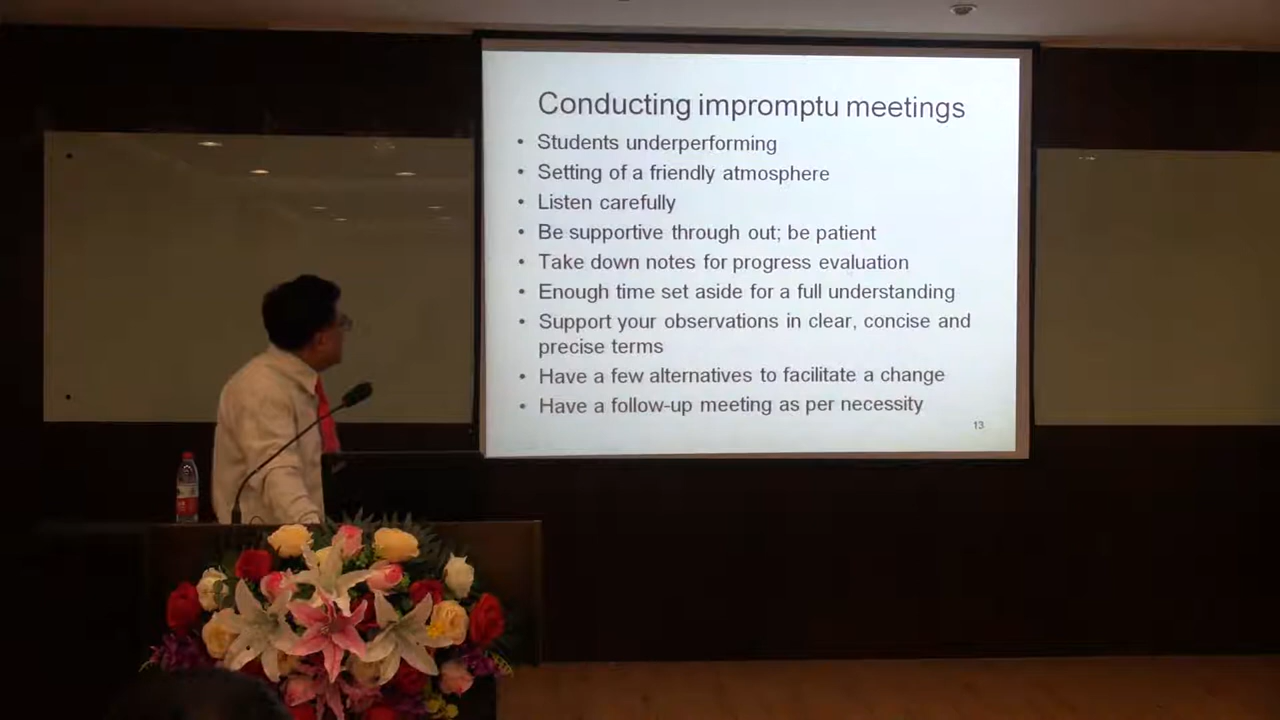 Conducting impromptu meetings
• Students underperforming
• Setting of a friendly atmosphere
• Listen carefully
• Be supportive through out; be patient
• Take down notes for progress evaluation
• Enough time set aside for a full understanding
• Support your observations in clear, concise and
precise terms
• Have a few alternatives to facilitate a change
• Have a follow-up meeting as per necessity
13